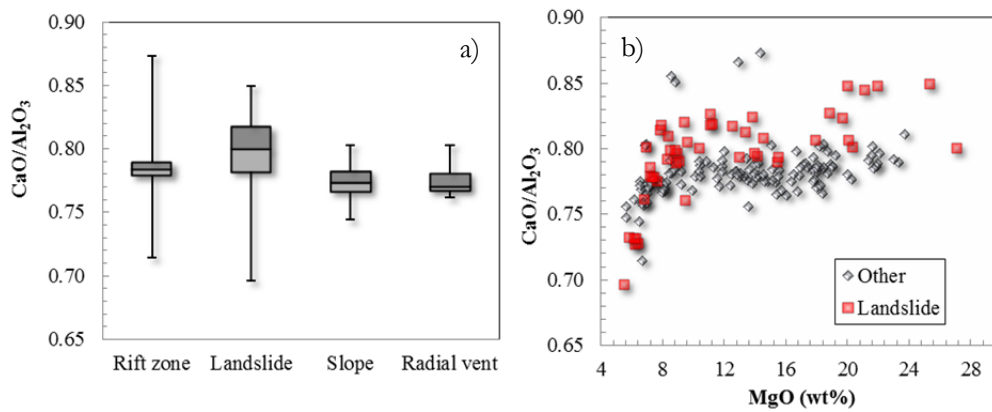 a)
CaO/Al₂O₃
0.90
0.85
0.80
0.75
0.70
0.65
Rift zone Landslide Slope Radial vent
b)
CaO/Al₂O₃
0.90
0.85
0.80
0.75
0.70
0.65
Other
Landslide
4 8 12 16 20 24 28
MgO (wt%)